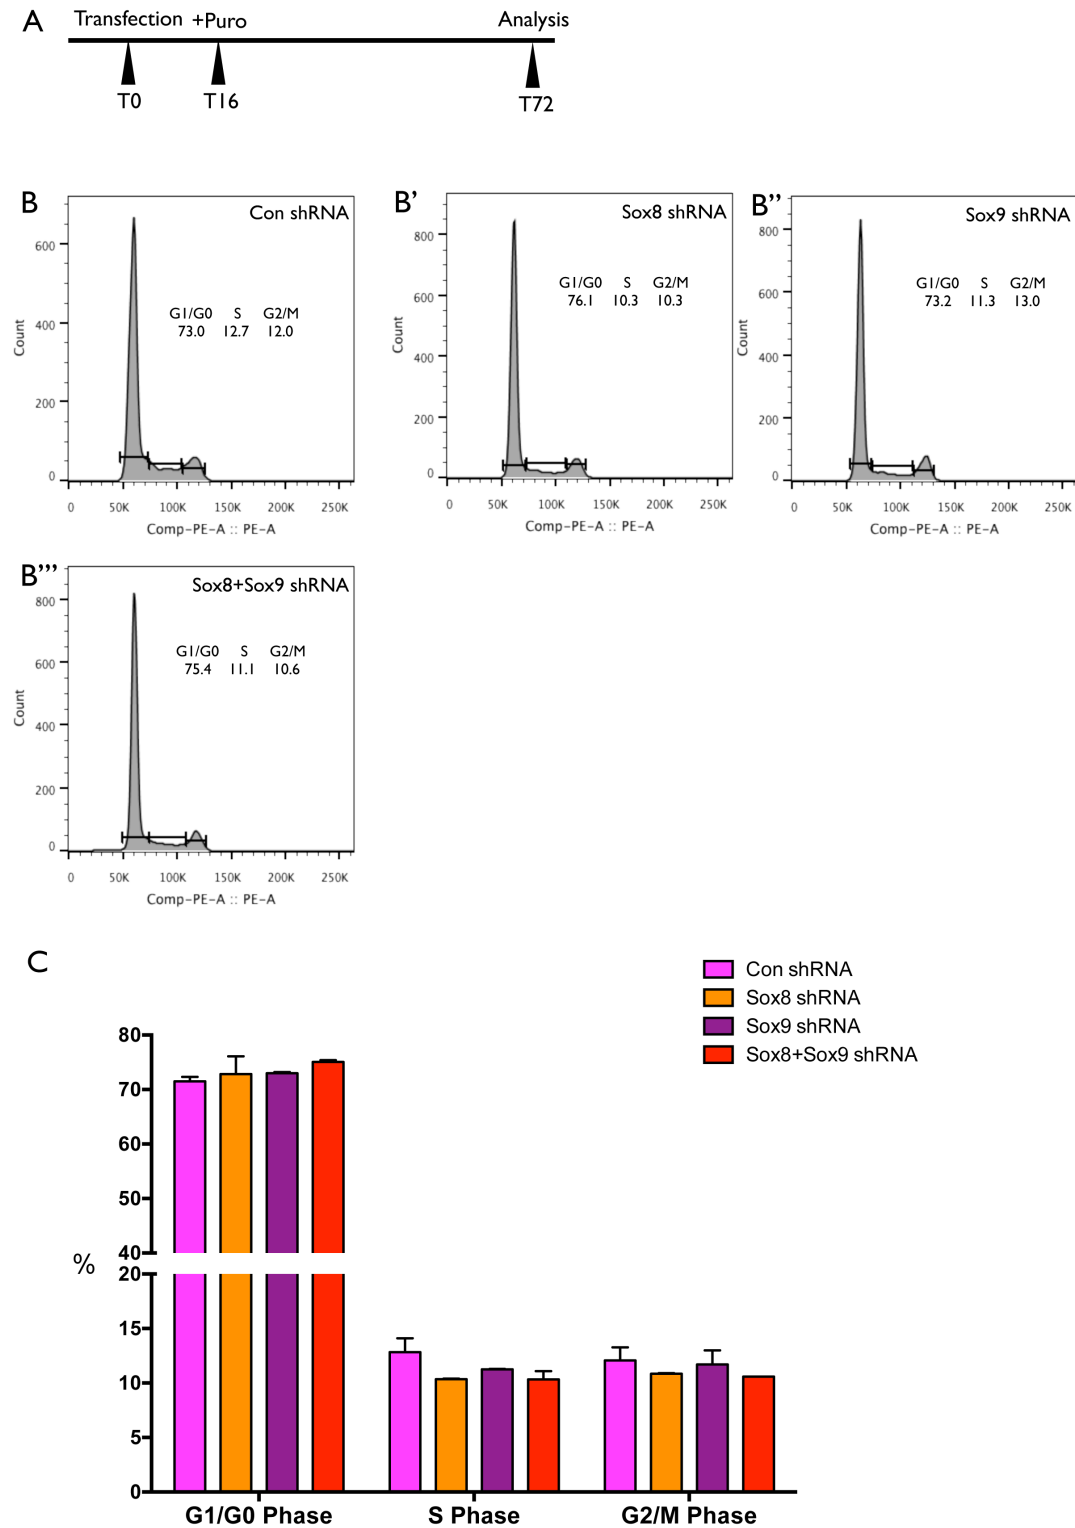 A
Transfection +Puro Analysis
T0 T16 T72
B
Con shRNA
600
400
200
0
Count
G1/G0 S G2/M
73.0 12.7 12.0
0 50K 100K 150K 200K 250K
Comp-PE-A :: PE-A
B'
Sox8 shRNA
800
600
400
200
0
Count
G1/G0 S G2/M
76.1 10.3 10.3
0 50K 100K 150K 200K 250K
Comp-PE-A :: PE-A
B''
Sox9 shRNA
800
600
400
200
0
Count
G1/G0 S G2/M
73.2 11.3 13.0
0 50K 100K 150K 200K 250K
Comp-PE-A :: PE-A
B'''
Sox8+Sox9 shRNA
800
600
400
200
0
Count
G1/G0 S G2/M
75.4 11.1 10.6
0 50K 100K 150K 200K 250K
Comp-PE-A :: PE-A
C
Con shRNA
Sox8 shRNA
Sox9 shRNA
Sox8+Sox9 shRNA
80
70
60
50
40
%
20
15
10
5
0
G1/G0 Phase S Phase G2/M Phase